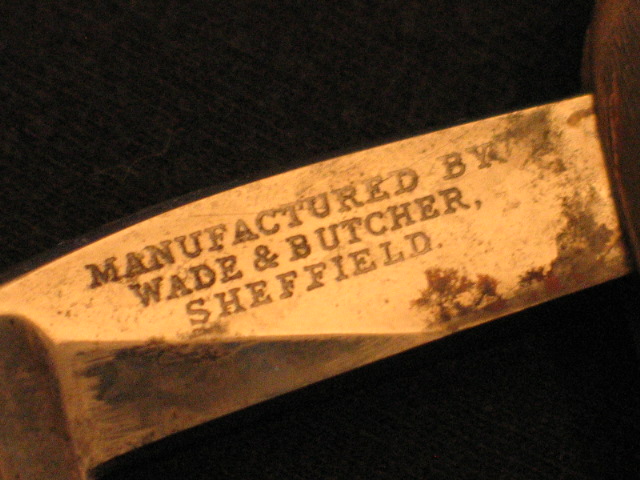 MANUFACTURED BY
WADE & BUTCHER,
SHEFFIELD.